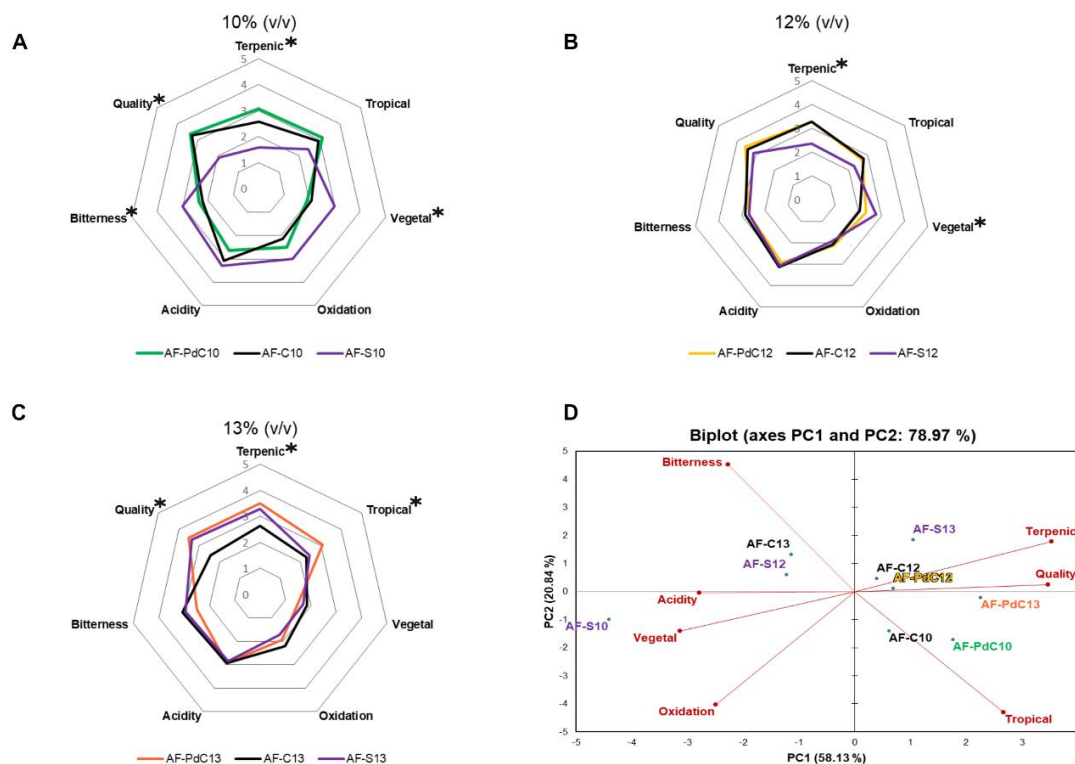 A
10% (v/v)
Terpenic*
5
4
3
2
1
0
Tropical
Vegetal*
Oxidation
Acidity
Bitterness*
Quality*
AF-PdC10 AF-C10 AF-S10
B
12% (v/v)
Terpenic*
5
4
3
2
1
0
Tropical
Vegetal*
Oxidation
Acidity
Bitterness
Quality
AF-PdC12 AF-C12 AF-S12
C
13% (v/v)
Terpenic*
5
4
3
2
1
0
Tropical*
Vegetal
Oxidation
Acidity
Bitterness
Quality*
AF-PdC13 AF-C13 AF-S13
D
Biplot (axes PC1 and PC2: 78.97 %)
PC2 (20.84 %)
5
4
3
2
1
0
-1
-2
-3
-4
-5
Bitterness
AF-S13
Terpenic
AF-C13
AF-S12
AF-C12
Quality
AF-PdC12
Acidity
AF-PdC13
AF-S10
Vegetal
AF-C10
AF-PdC10
Oxidation
Tropical
-5 -4 -3 -2 -1 0 1 2 3
PC1 (58.13 %)